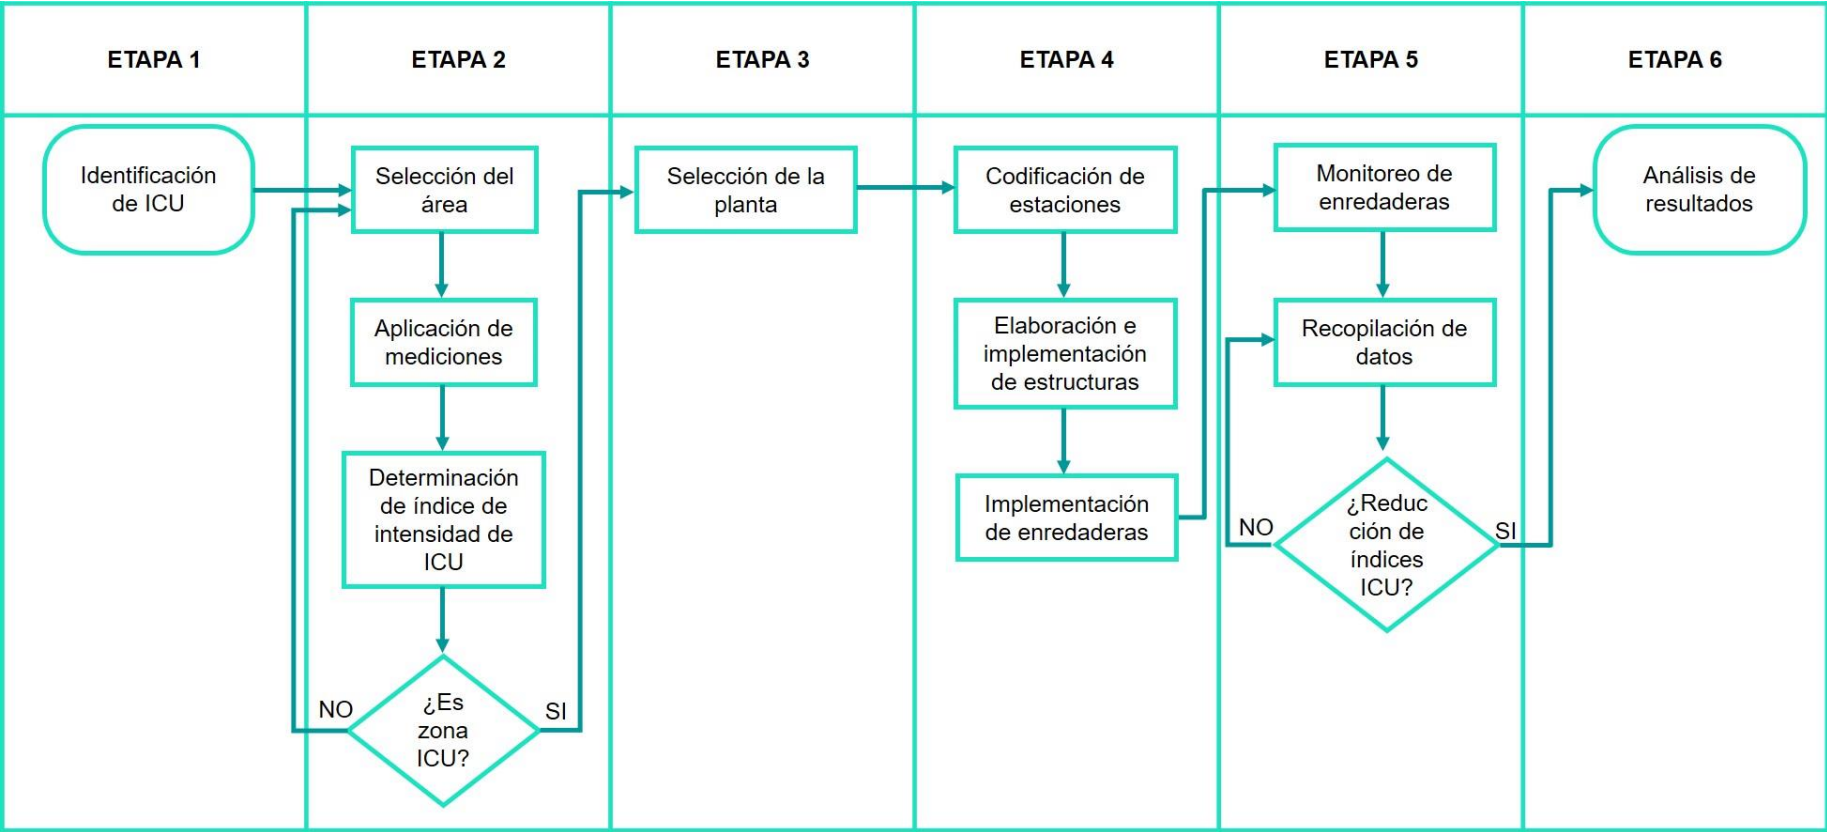 ETAPA 1
ETAPA 2
ETAPA 3
ETAPA 4
ETAPA 5
ETAPA 6
Identificación
de ICU
Selección del
área
Aplicación de
mediciones
Determinación
de índice de
intensidad de
ICU
¿Es
zona
ICU?
NO
SI
Selección de la
planta
Codificación de
estaciones
Elaboración e
implementación
de estructuras
Implementación
de enredaderas
Monitoreo de
enredaderas
Recopilación de
datos
¿Reduc
ción de
índices
ICU?
NO
SI
Análisis de
resultados